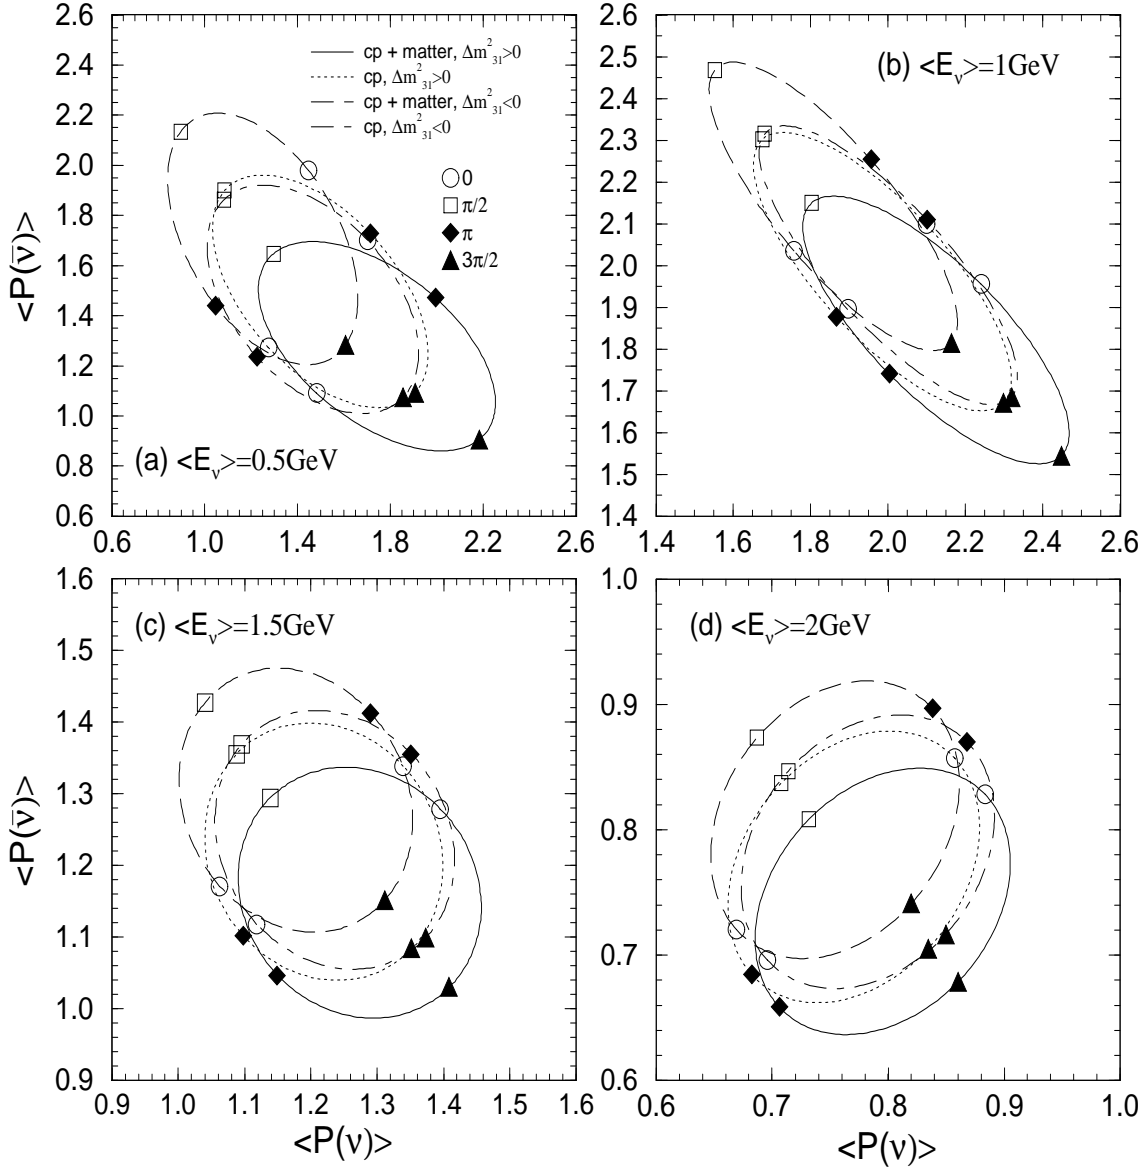 <P(ν̄)>
2.6
2.4
2.2
2.0
1.8
1.6
1.4
1.2
1.0
0.8
0.6
0.6 1.0 1.4 1.8 2.2 2.6
cp + matter, Δm²₃₁>0
cp, Δm²₃₁>0
cp + matter, Δm²₃₁<0
cp, Δm²₃₁<0
0
π/2
π
3π/2
(a) <Eν>=0.5GeV
2.6
2.5
2.4
2.3
2.2
2.1
2.0
1.9
1.8
1.7
1.6
1.5
1.4
1.4 1.6 1.8 2.0 2.2 2.4 2.6
(b) <Eν>=1GeV
<P(ν̄)>
1.6
1.5
1.4
1.3
1.2
1.1
1.0
0.9
0.9 1.0 1.1 1.2 1.3 1.4 1.5 1.6
(c) <Eν>=1.5GeV
<P(ν)>
1.0
0.9
0.8
0.7
0.6
0.6 0.7 0.8 0.9 1.0
(d) <Eν>=2GeV
<P(ν)>